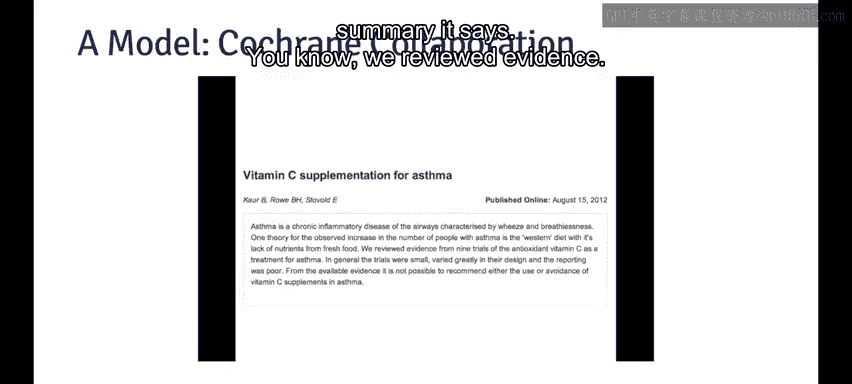 summary it says.
A Model: Cochrane Collaboration
You know, we reviewed evidence.
Vitamin C supplementation for asthma
Kaur B, Rowe BH, Stovold E
Published Online: August 15, 2012
Asthma is a chronic inflammatory disease of the airways characterised by wheeze and breathlessness.
One theory for the observed increase in the number of people with asthma is the 'western' diet with it's
lack of nutrients from fresh food. We reviewed evidence from nine trials of the antioxidant vitamin C as a
treatment for asthma. In general the trials were small, varied greatly in their design and the reporting
was poor. From the available evidence it is not possible to recommend either the use or avoidance of
vitamin C supplements in asthma.